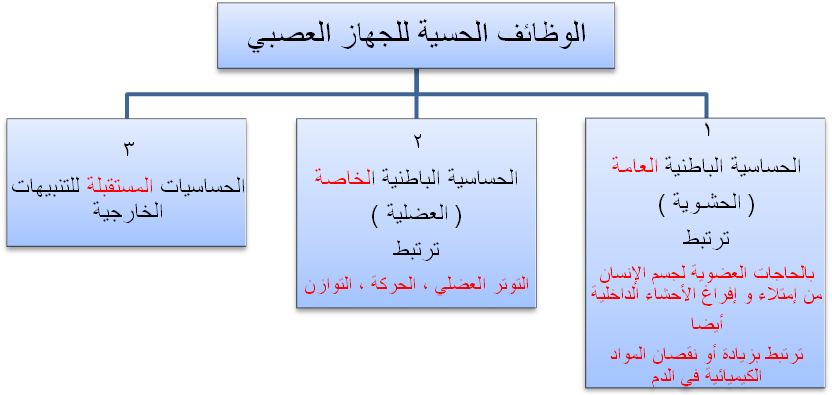 الوظائف الحسية للجهاز العصبي
١
الحساسية الباطنية العامة
( الحشوية )
ترتبط
بالحاجات العضوية لجسم الإنسان
من إمتلاء و إفراغ الأحشاء الداخلية
أيضا
ترتبط بزيادة أو نقصان المواد
الكيميائية في الدم
٢
الحساسية الباطنية الخاصة
( العضلية )
ترتبط
التوتر العضلي ، الحركة ، التوازن
٣
الحساسيات المستقبلة للتنبيهات
الخارجية